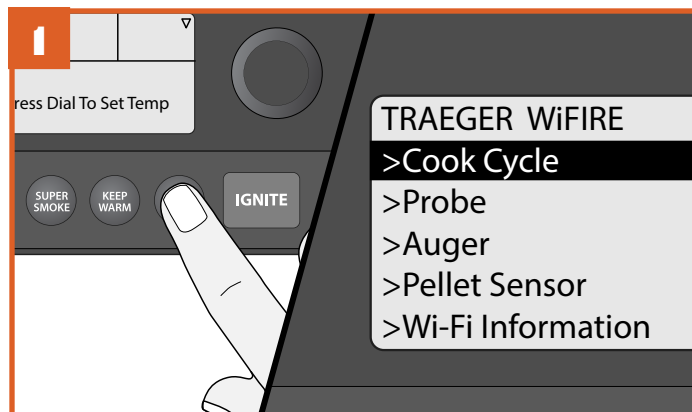 1
ress Dial To Set Temp
SUPER
SMOKE
KEEP
WARM
IGNITE
TRAEGER WiFIRE
>Cook Cycle
>Probe
>Auger
>Pellet Sensor
>Wi-Fi Information